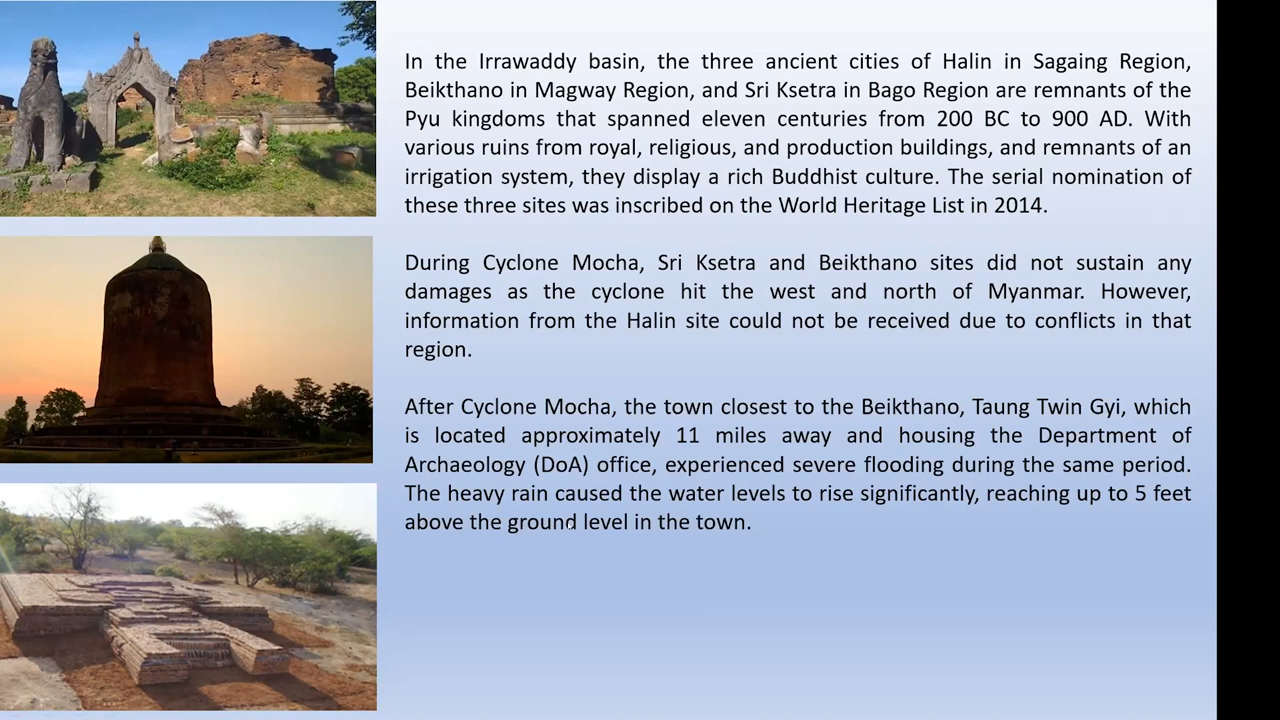 In the Irrawaddy basin, the three ancient cities of Halin in Sagaing Region,
Beikthano in Magway Region, and Sri Ksetra in Bago Region are remnants of the
Pyu kingdoms that spanned eleven centuries from 200 BC to 900 AD. With
various ruins from royal, religious, and production buildings, and remnants of an
irrigation system, they display a rich Buddhist culture. The serial nomination of
these three sites was inscribed on the World Heritage List in 2014.
During Cyclone Mocha, Sri Ksetra and Beikthano sites did not sustain any
damages as the cyclone hit the west and north of Myanmar. However,
information from the Halin site could not be received due to conflicts in that
region.
After Cyclone Mocha, the town closest to the Beikthano, Taung Twin Gyi, which
is located approximately 11 miles away and housing the Department of
Archaeology (DoA) office, experienced severe flooding during the same period.
The heavy rain caused the water levels to rise significantly, reaching up to 5 feet
above the ground level in the town.